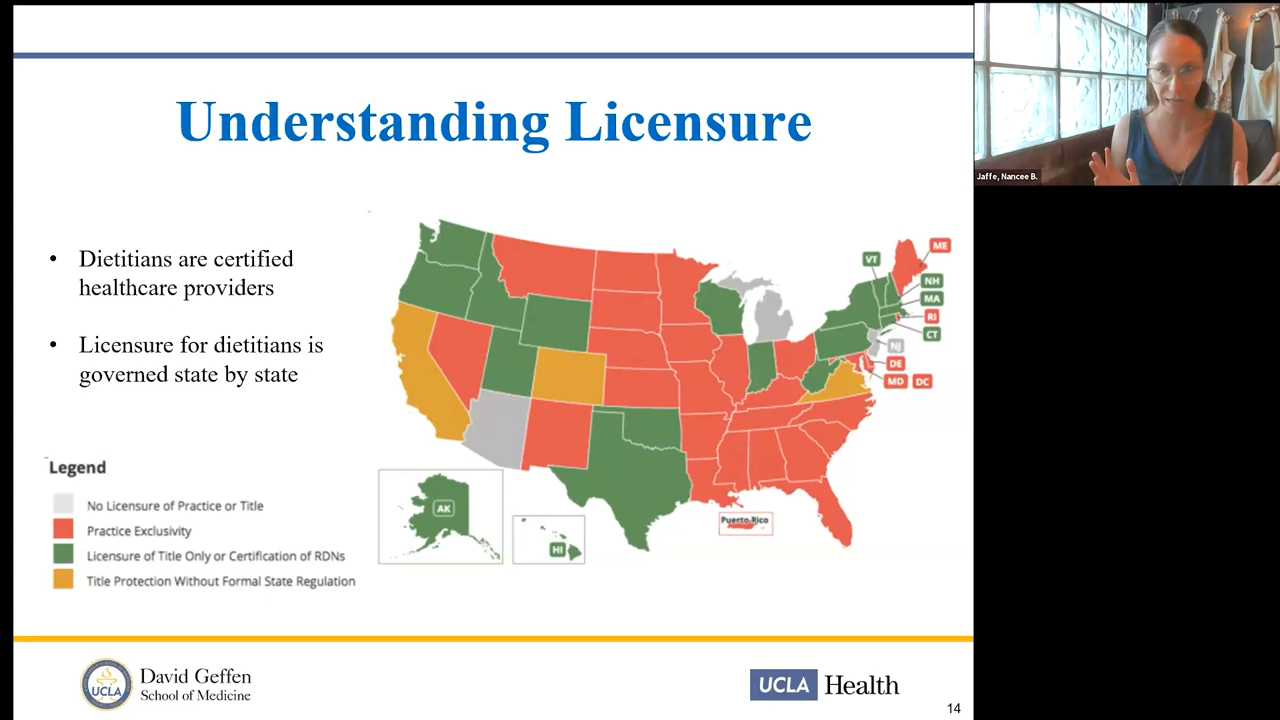 Understanding Licensure
Jaffe, Nancee B.
• Dietitians are certified
healthcare providers
• Licensure for dietitians is
governed state by state
ME
VT
NH
MA
RI
CT
NJ
DE
MD DC
Legend
No Licensure of Practice or Title
Practice Exclusivity
Licensure of Title Only or Certification of RDNs
Title Protection Without Formal State Regulation
AK
HI
Puerto Rico
UCLA
David Geffen
School of Medicine
UCLA Health
14